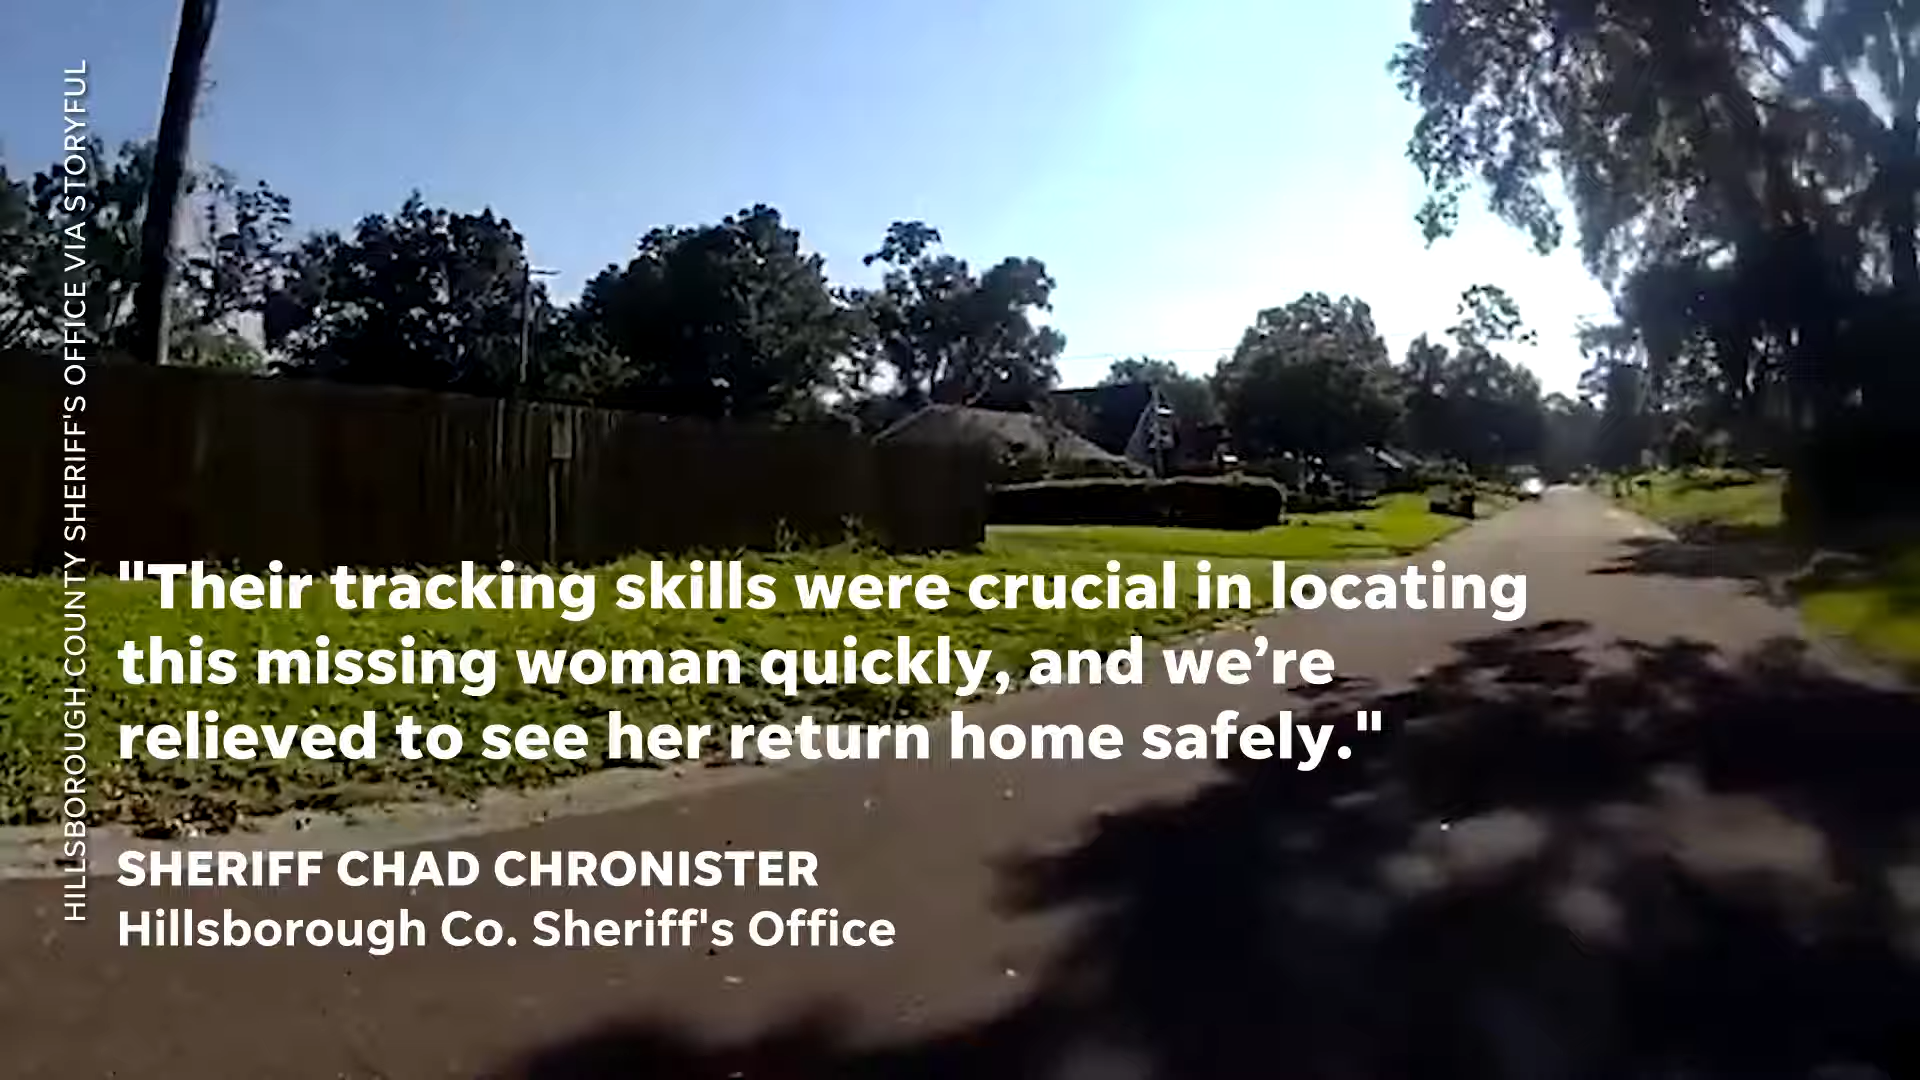 HILLSBOROUGH COUNTY SHERIFF'S OFFICE VIA STORYFUL
"Their tracking skills were crucial in locating
this missing woman quickly, and we’re
relieved to see her return home safely."
SHERIFF CHAD CHRONISTER
Hillsborough Co. Sheriff's Office